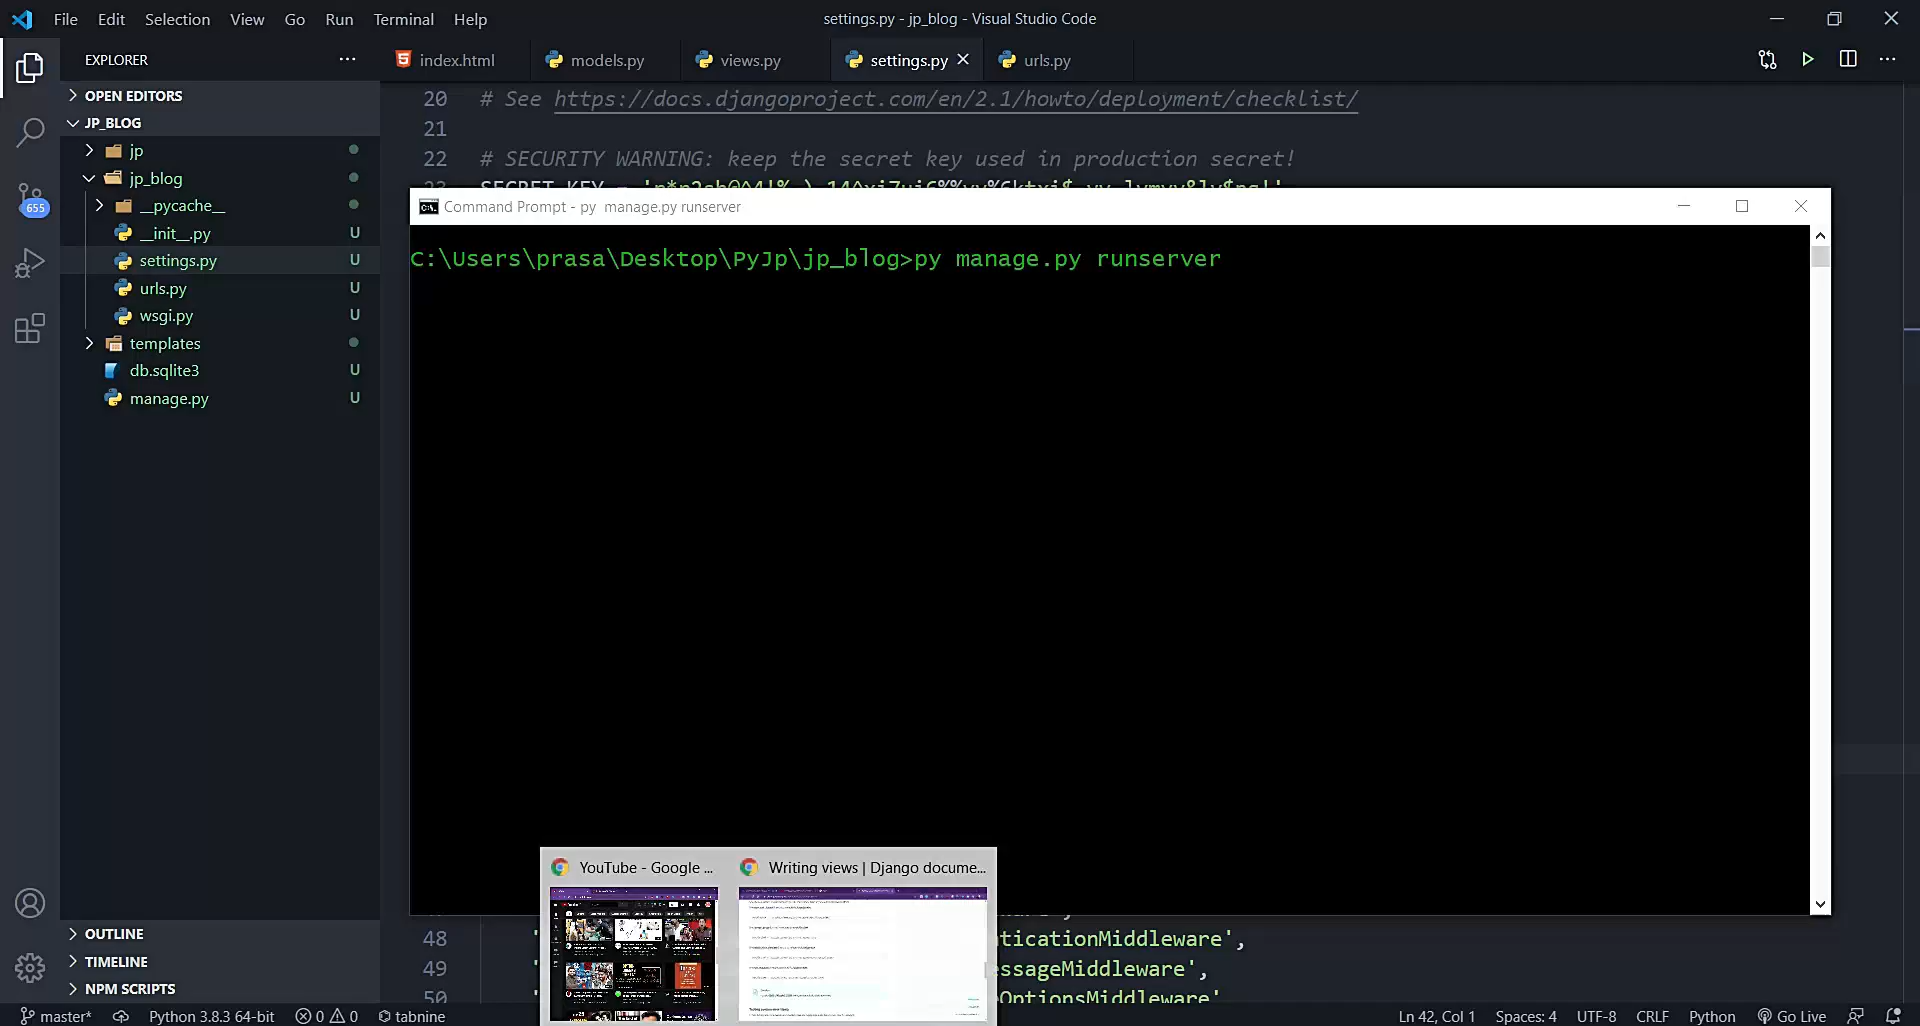 File Edit Selection View Go Run Terminal Help
settings.py - jp_blog - Visual Studio Code
EXPLORER
OPEN EDITORS
JP_BLOG
jp
jp_blog
__pycache__
__init__.py U
settings.py U
urls.py U
wsgi.py U
templates
db.sqlite3 U
manage.py U
655
OUTLINE
TIMELINE
NPM SCRIPTS
index.html models.py views.py settings.py urls.py
20 # See https://docs.djangoproject.com/en/2.1/howto/deployment/checklist/
21
22 # SECURITY WARNING: keep the secret key used in production secret!
Command Prompt - py manage.py runserver
C:\Users\prasa\Desktop\PyJp\jp_blog>py manage.py runserver
YouTube - Google ...
Writing views | Django docume...
48 nticationMiddleware',
49 essageMiddleware',
50 eOptionsMiddleware'
master* Python 3.8.3 64-bit 0 0 tabnine
Ln 42, Col 1 Spaces: 4 UTF-8 CRLF Python Go Live